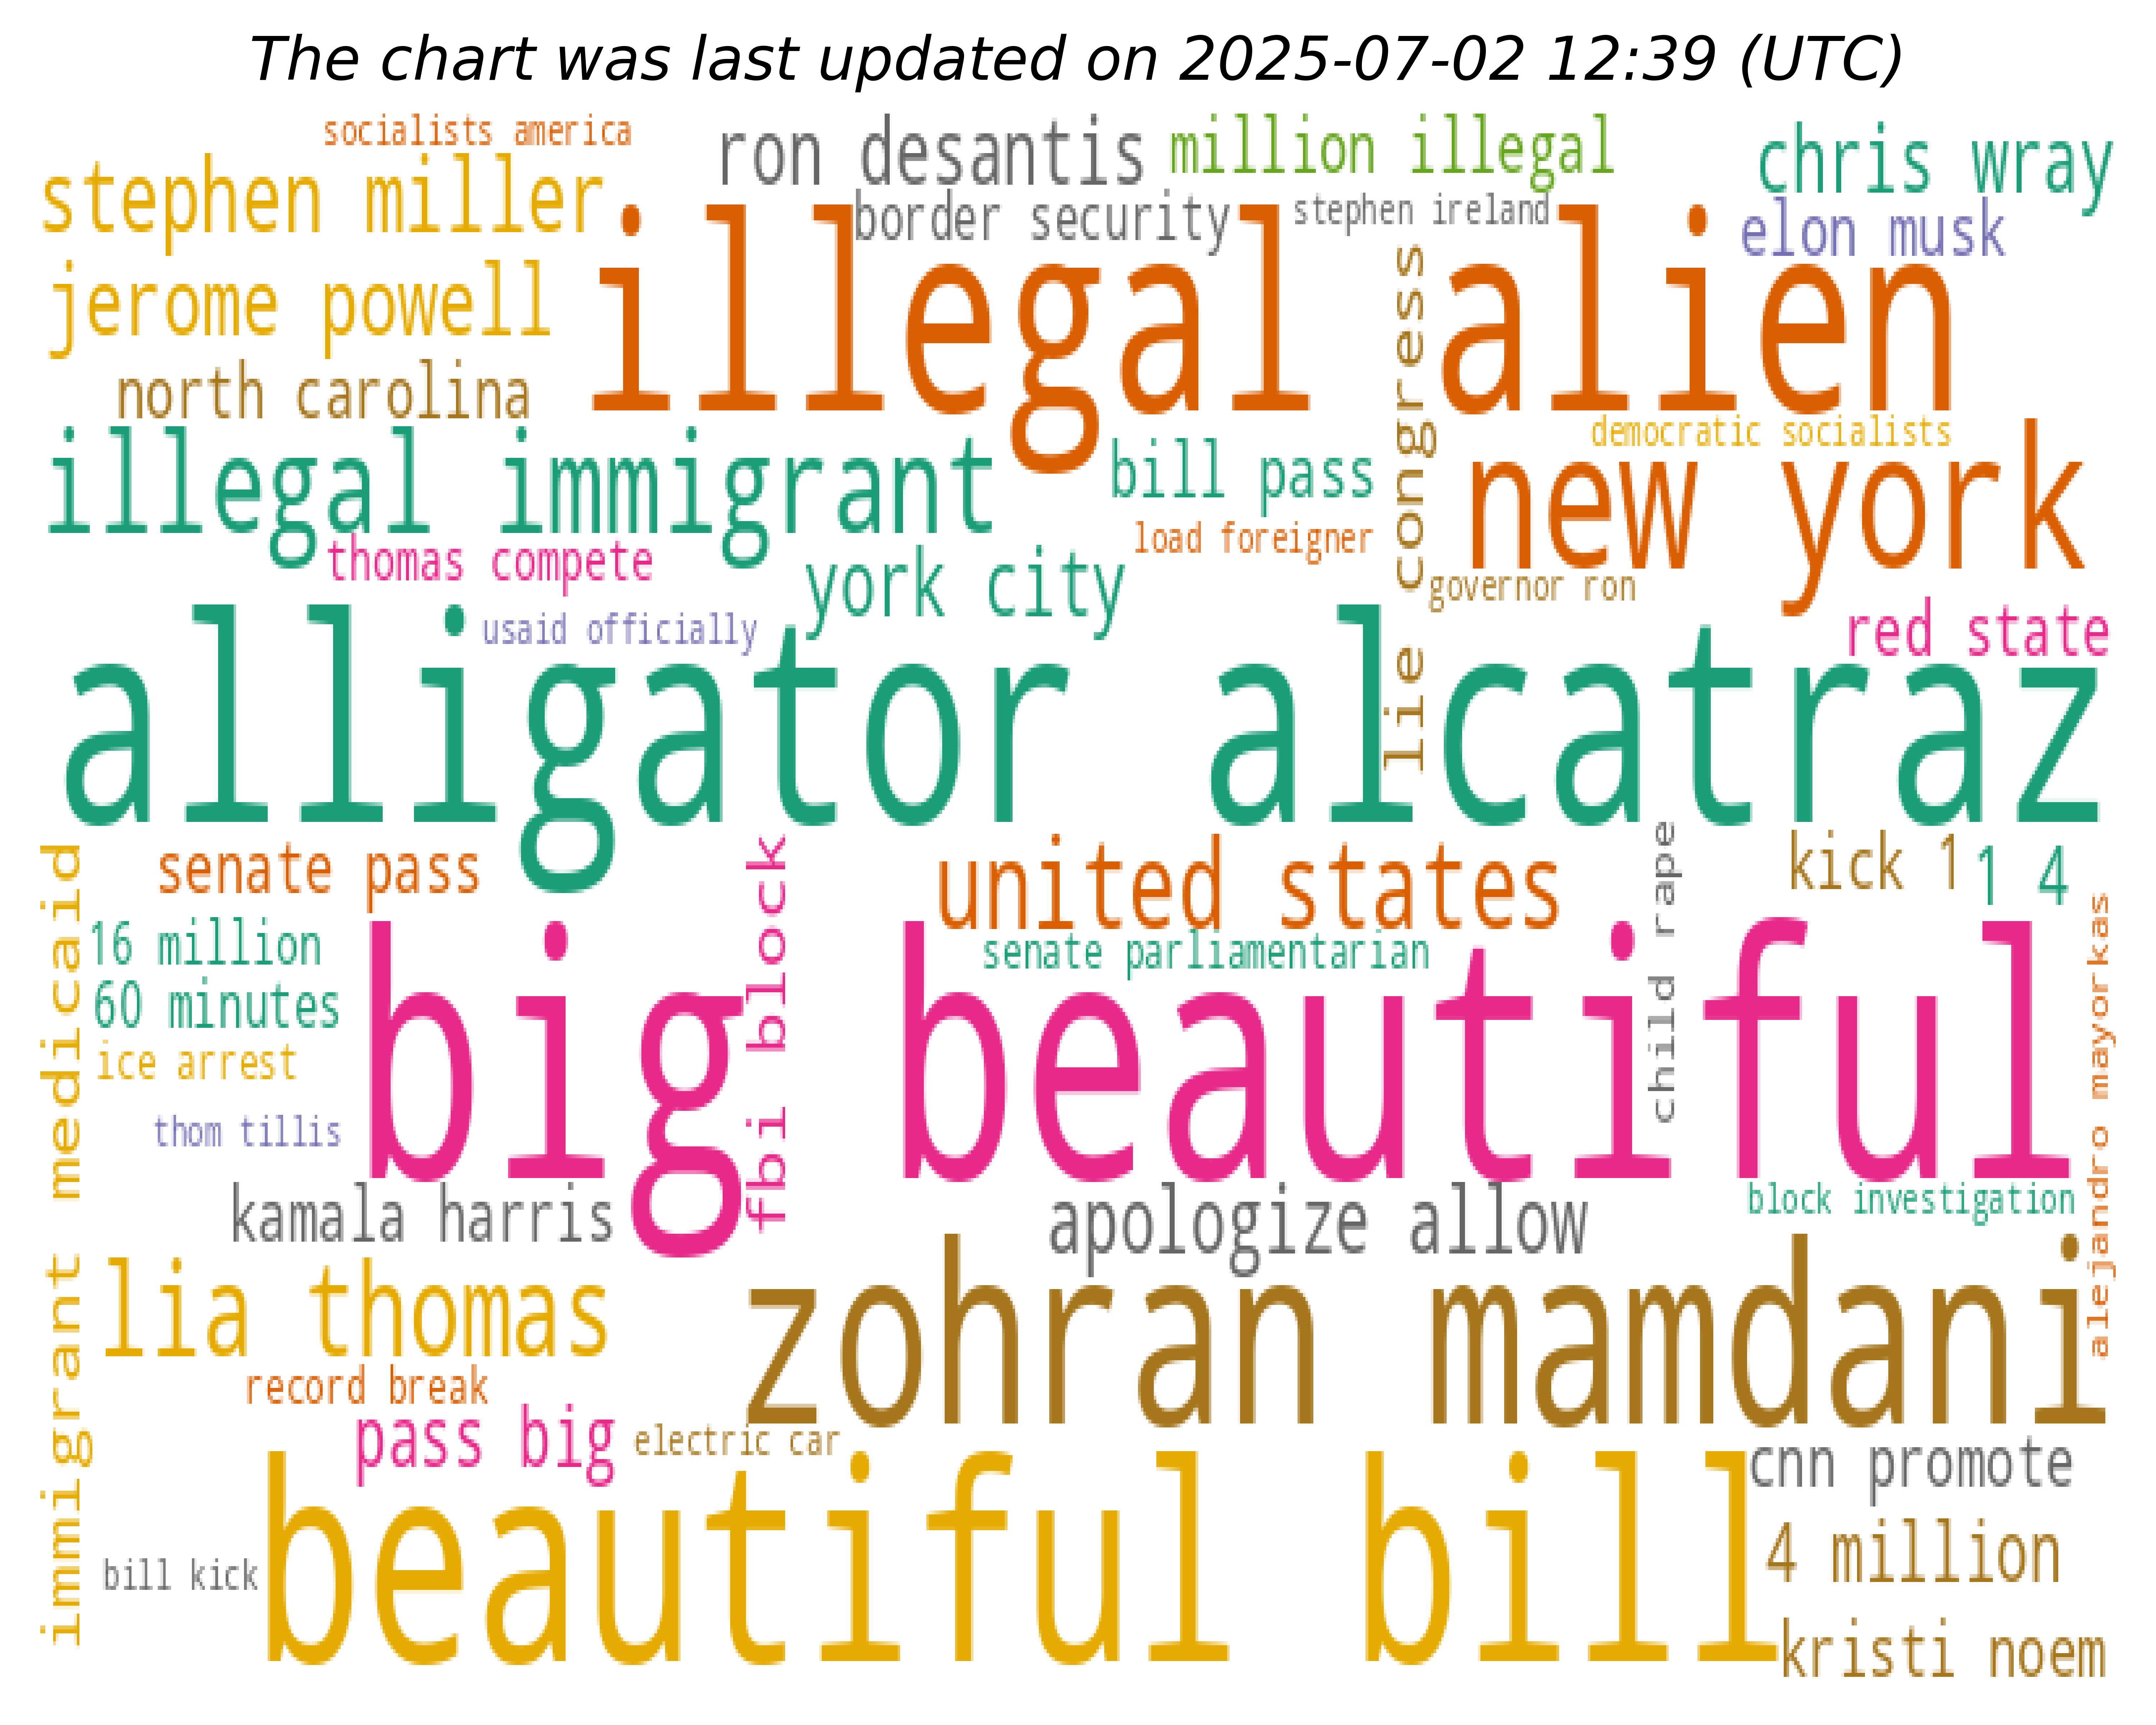 The chart was last updated on 2025-07-02 12:39 (UTC)
socialists america
ron desantis
million illegal
chris wray
stephen miller
border security
stephen ireland
elon musk
illegal alien
jerome powell
lie congress
north carolina
democratic socialists
illegal immigrant
bill pass
new york
load foreigner
thomas compete
york city
governor ron
usaid officially
red state
alligator alcatraz
medicaid immigrant
senate pass
fbi block
united states
child rape
kick 1
1 4
alejandro mayorkas
16 million
senate parliamentarian
60 minutes
big beautiful
ice arrest
thom tillis
kamala harris
apologize allow
block investigation
lia thomas
zohran mamdani
record break
pass big
electric car
cnn promote
beautiful bill
4 million
bill kick
kristi noem